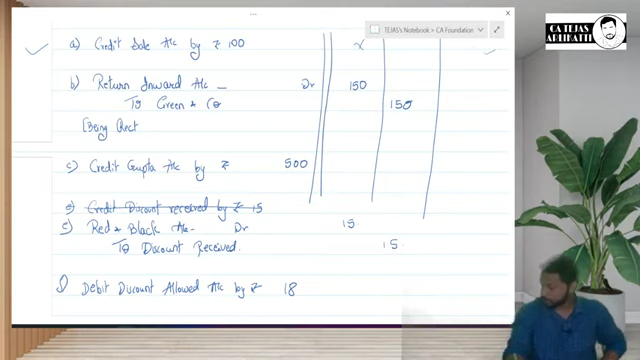 TEJAS's Notebook > CA Foundation
CA TEJAS
ARLIKATTI
a) Credit Sale A/c by ₹ 100
b) Return Inward A/c — Dr 150
To Green & Co 150
[Being Rect
c) Credit Gupta A/c by ₹ 500
e) Credit Discount received by ₹ 15
e) Red & Black A/c- Dr 15
To Discount Received. 15
f) Debit Discount Allowed A/c by ₹ 18